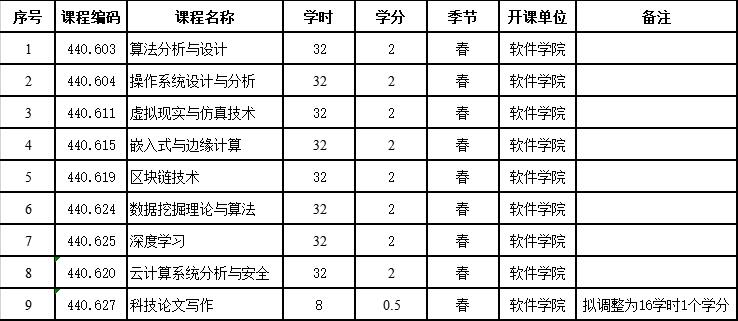 序号 课程编码 课程名称 学时 学分 季节 开课单位 备注
1 440.603 算法分析与设计 32 2 春 软件学院
2 440.604 操作系统设计与分析 32 2 春 软件学院
3 440.611 虚拟现实与仿真技术 32 2 春 软件学院
4 440.615 嵌入式与边缘计算 32 2 春 软件学院
5 440.619 区块链技术 32 2 春 软件学院
6 440.624 数据挖掘理论与算法 32 2 春 软件学院
7 440.625 深度学习 32 2 春 软件学院
8 440.620 云计算系统分析与安全 32 2 春 软件学院
9 440.627 科技论文写作 8 0.5 春 软件学院 拟调整为16学时1个学分